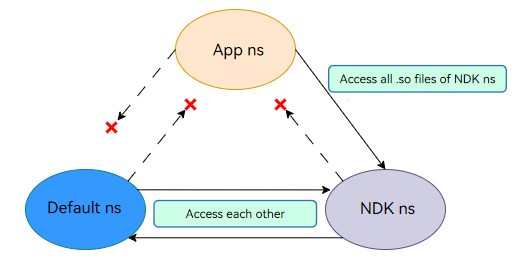 App ns
Access all .so files of NDK ns
Default ns
Access each other
NDK ns